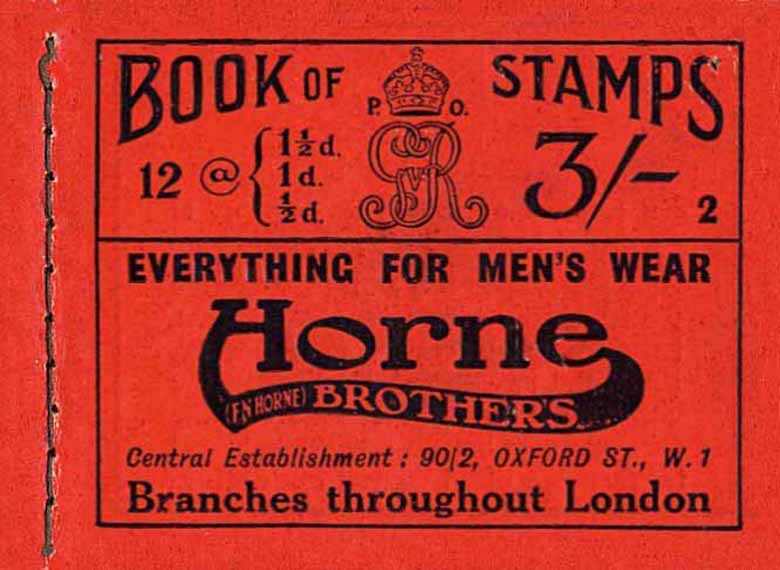 BOOK OF STAMPS
P. O.
GVR
12 @ { 1½d. 3/-
1d.
½d. 2
EVERYTHING FOR MEN'S WEAR
Horne
(F.N HORNE) BROTHERS.
Central Establishment : 90/2, OXFORD ST., W. 1
Branches throughout London